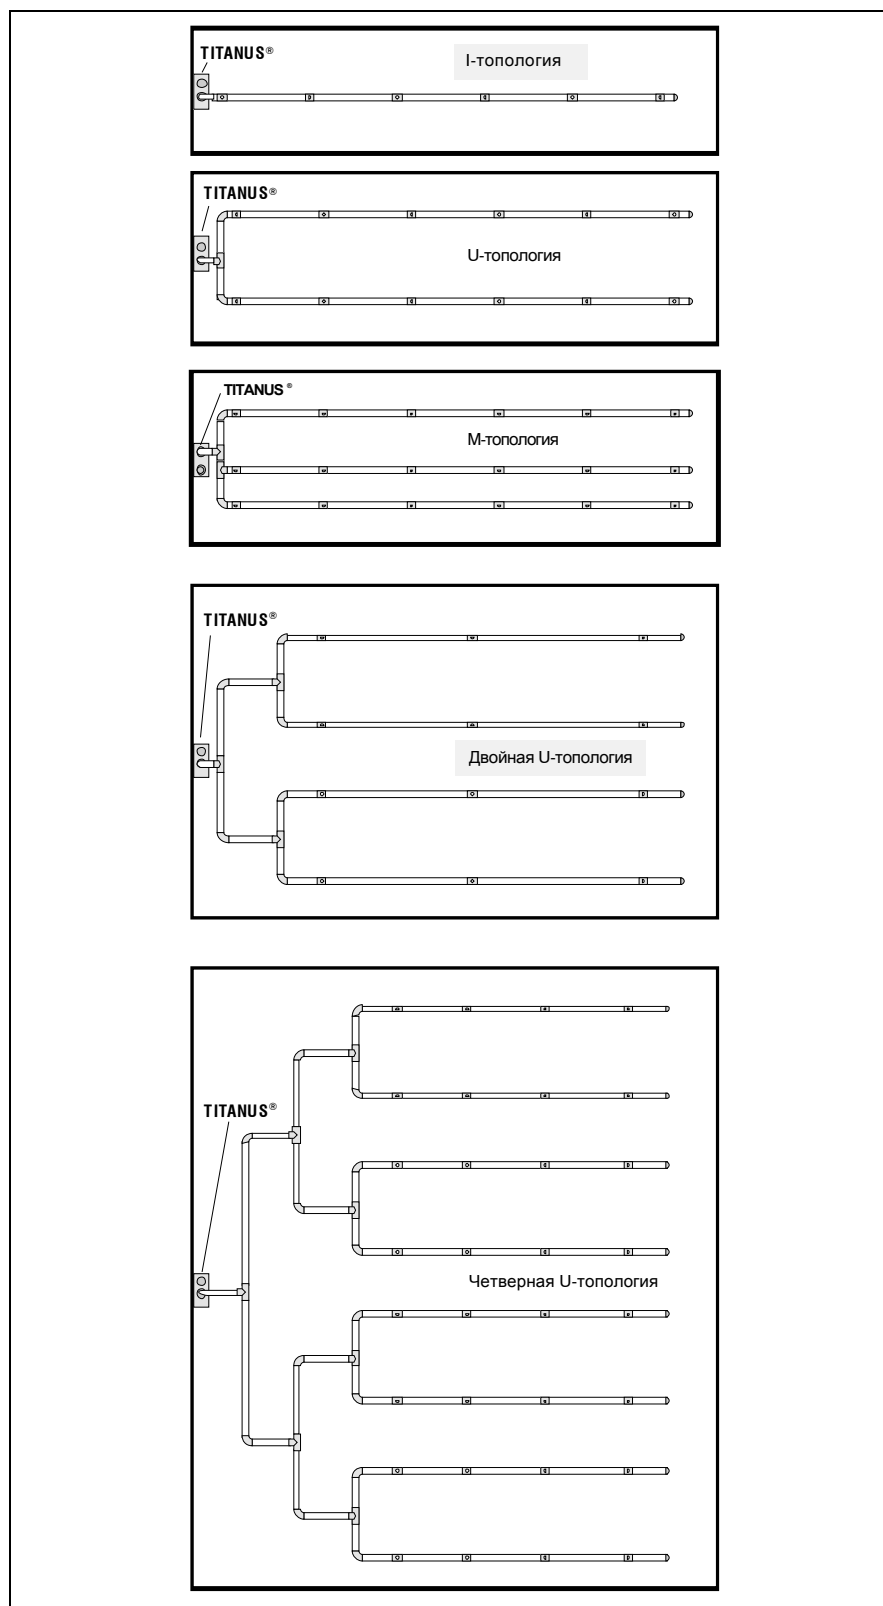 TITANUS®
I-топология
TITANUS®
U-топология
TITANUS ®
M-топология
TITANUS®
Двойная U-топология
TITANUS®
Четверная U-топология